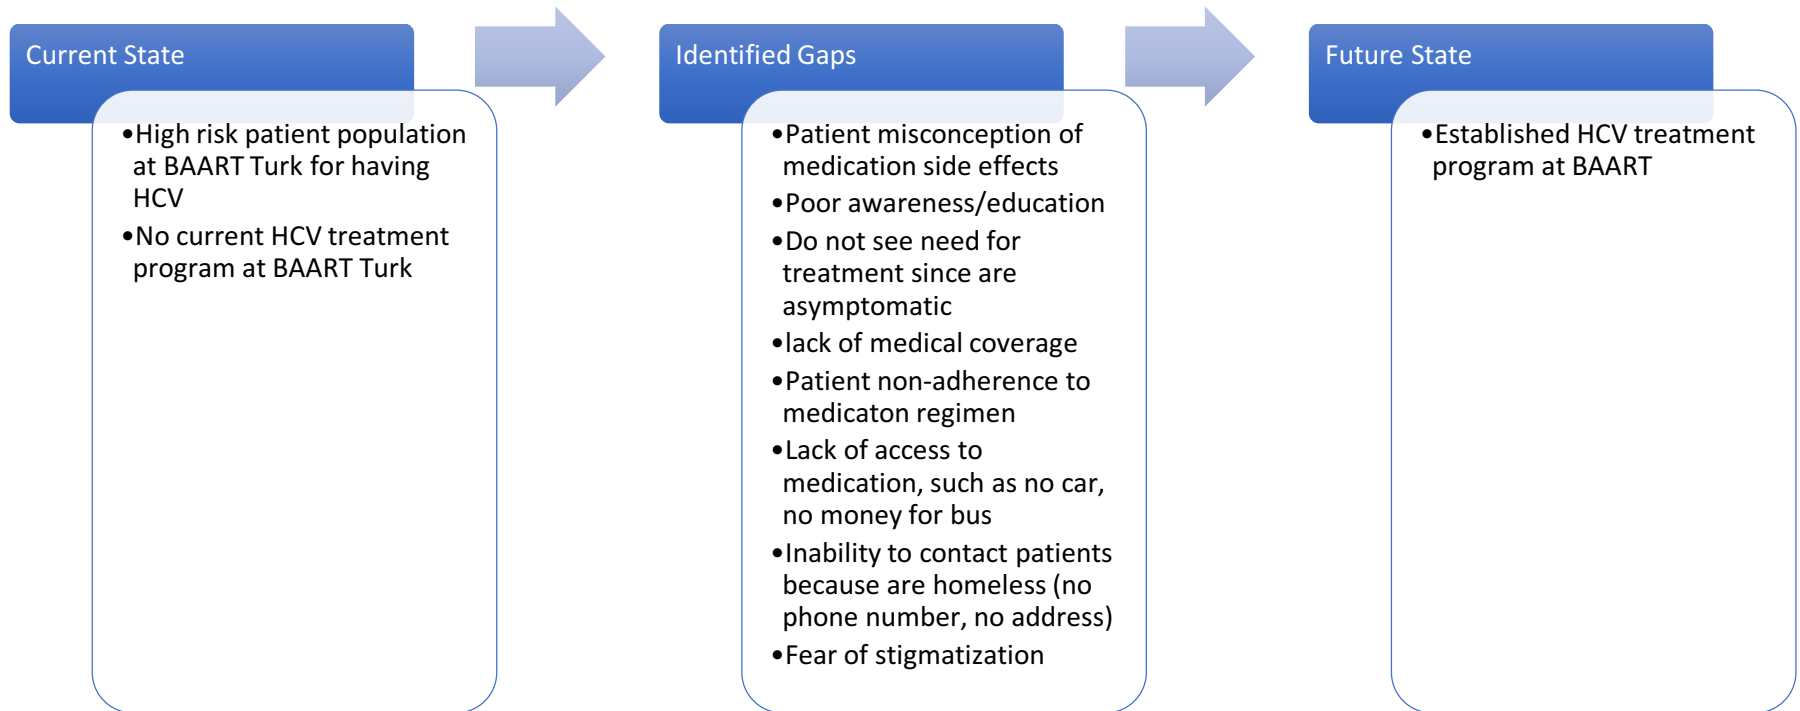 Current State
•High risk patient population
at BAART Turk for having
HCV
•No current HCV treatment
program at BAART Turk
Identified Gaps
•Patient misconception of
medication side effects
•Poor awareness/education
•Do not see need for
treatment since are
asymptomatic
•lack of medical coverage
•Patient non-adherence to
medicaton regimen
•Lack of access to
medication, such as no car,
no money for bus
•Inability to contact patients
because are homeless (no
phone number, no address)
•Fear of stigmatization
Future State
•Established HCV treatment
program at BAART